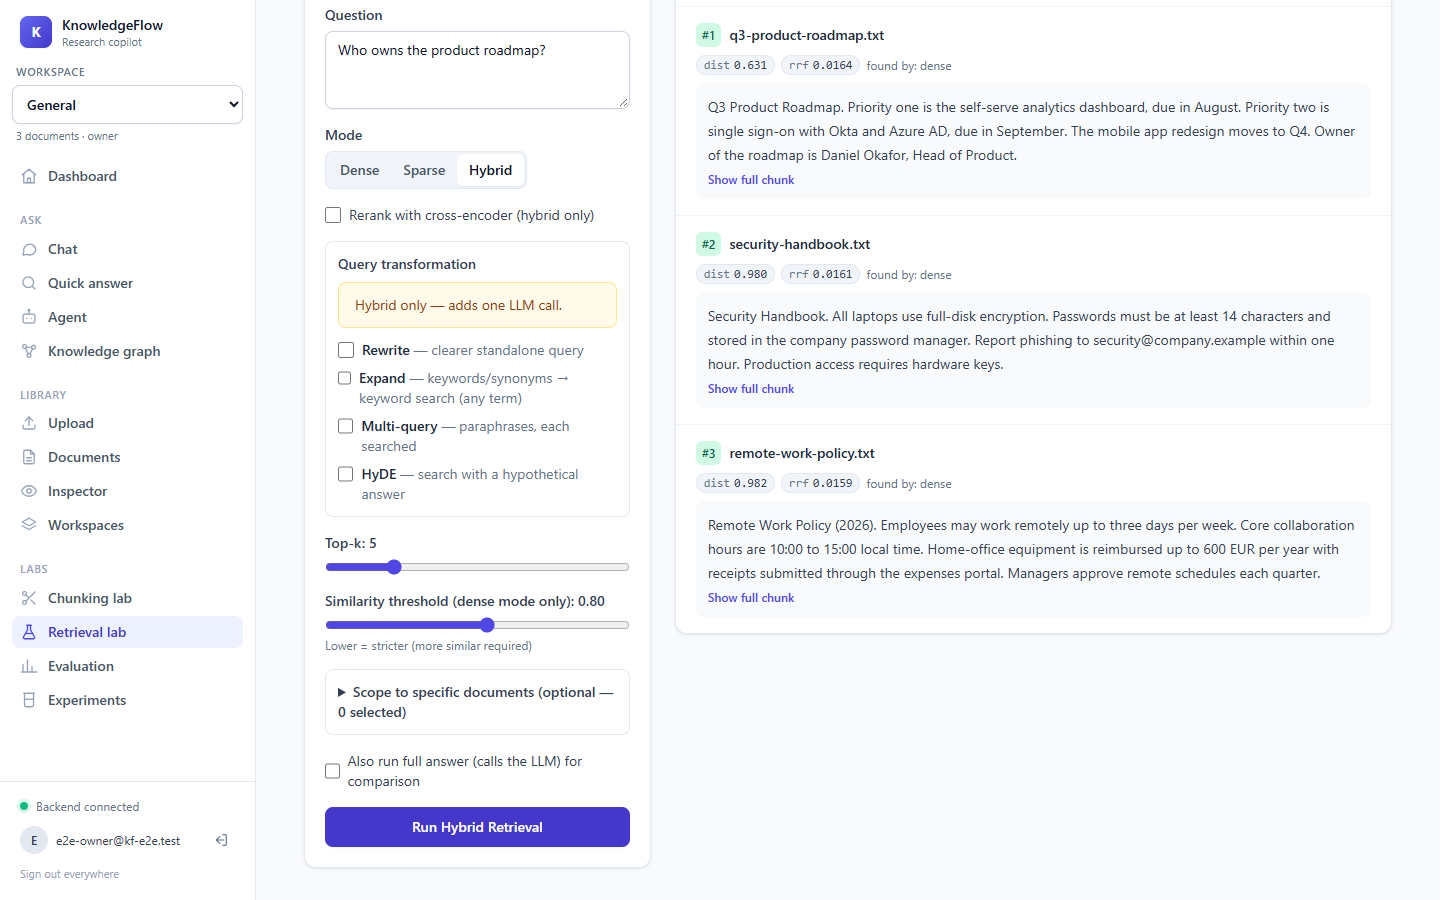 K
KnowledgeFlow
Research copilot
WORKSPACE
General
3 documents · owner
Dashboard
ASK
Chat
Quick answer
Agent
Knowledge graph
LIBRARY
Upload
Documents
Inspector
Workspaces
LABS
Chunking lab
Retrieval lab
Evaluation
Experiments
Backend connected
E
e2e-owner@kf-e2e.test
Sign out everywhere
Question
Who owns the product roadmap?
Mode
Dense
Sparse
Hybrid
Rerank with cross-encoder (hybrid only)
Query transformation
Hybrid only — adds one LLM call.
Rewrite — clearer standalone query
Expand — keywords/synonyms →
keyword search (any term)
Multi-query — paraphrases, each
searched
HyDE — search with a hypothetical
answer
Top-k: 5
Similarity threshold (dense mode only): 0.80
Lower = stricter (more similar required)
Scope to specific documents (optional —
0 selected)
Also run full answer (calls the LLM) for
comparison
Run Hybrid Retrieval
#1 q3-product-roadmap.txt
dist 0.631 rrf 0.0164 found by: dense
Q3 Product Roadmap. Priority one is the self-serve analytics dashboard, due in August. Priority two is
single sign-on with Okta and Azure AD, due in September. The mobile app redesign moves to Q4. Owner
of the roadmap is Daniel Okafor, Head of Product.
Show full chunk
#2 security-handbook.txt
dist 0.980 rrf 0.0161 found by: dense
Security Handbook. All laptops use full-disk encryption. Passwords must be at least 14 characters and
stored in the company password manager. Report phishing to security@company.example within one
hour. Production access requires hardware keys.
Show full chunk
#3 remote-work-policy.txt
dist 0.982 rrf 0.0159 found by: dense
Remote Work Policy (2026). Employees may work remotely up to three days per week. Core collaboration
hours are 10:00 to 15:00 local time. Home-office equipment is reimbursed up to 600 EUR per year with
receipts submitted through the expenses portal. Managers approve remote schedules each quarter.
Show full chunk